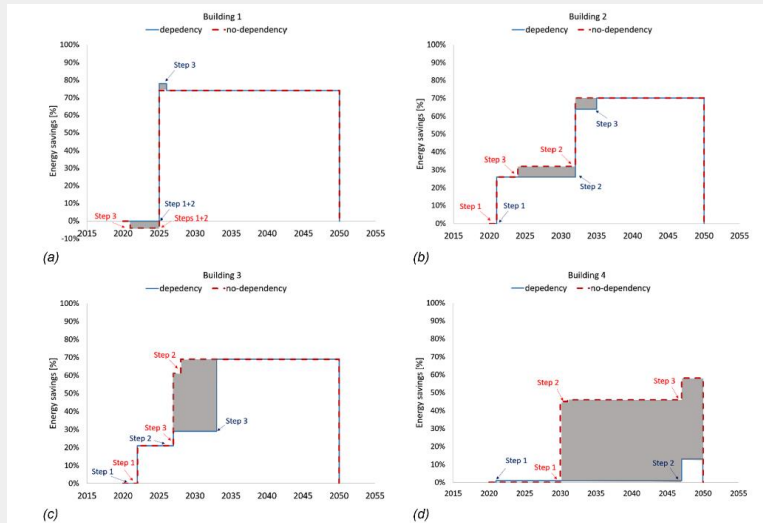 Building 1
depedency
no-dependency
Energy savings [%]
100%
90%
80%
70%
60%
50%
40%
30%
20%
10%
0%
-10%
Step 3
Step 3
Step 1+2
Steps 1+2
2015 2020 2025 2030 2035 2040 2045 2050 2055
(a)
Building 2
depedency
no-dependency
Energy savings [%]
100%
90%
80%
70%
60%
50%
40%
30%
20%
10%
0%
Step 3
Step 2
Step 3
Step 2
Step 1
Step 1
2015 2020 2025 2030 2035 2040 2045 2050 2055
(b)
Building 3
depedency
no-dependency
Energy savings [%]
100%
90%
80%
70%
60%
50%
40%
30%
20%
10%
0%
Step 2
Step 3
Step 2
Step 3
Step 1
Step 1
2015 2020 2025 2030 2035 2040 2045 2050 2055
(c)
Building 4
depedency
no-dependency
Energy savings [%]
100%
90%
80%
70%
60%
50%
40%
30%
20%
10%
0%
Step 2
Step 3
Step 1
Step 1
Step 2
2015 2020 2025 2030 2035 2040 2045 2050 2055
(d)